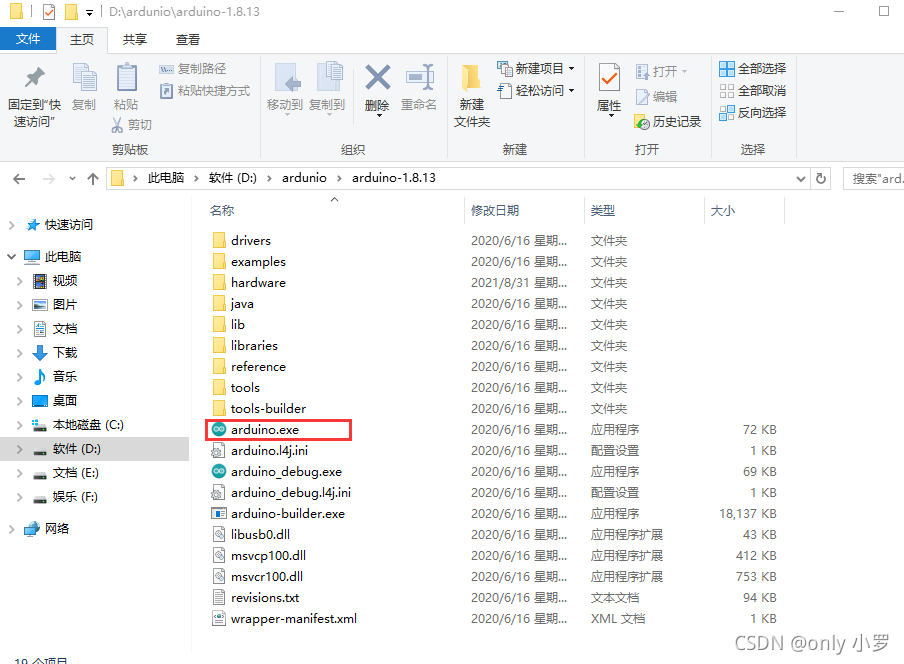 D:\ardunio\arduino-1.8.13
文件 主页 共享 查看
固定到"快速访问"
复制
粘贴
复制路径
粘贴快捷方式
剪切
剪贴板
移动到 复制到 删除 重命名
组织
新建文件夹
新建项目
轻松访问
新建
属性
打开
编辑
历史记录
打开
全部选择
全部取消
反向选择
选择
此电脑 软件 (D:) ardunio arduino-1.8.13
搜索"ard
名称 修改日期 类型 大小
快速访问
此电脑
视频
图片
文档
下载
音乐
桌面
本地磁盘 (C:)
软件 (D:)
文档 (E:)
娱乐 (F:)
网络
drivers 2020/6/16 星期... 文件夹
examples 2020/6/16 星期... 文件夹
hardware 2021/8/31 星期... 文件夹
java 2020/6/16 星期... 文件夹
lib 2020/6/16 星期... 文件夹
libraries 2020/6/16 星期... 文件夹
reference 2020/6/16 星期... 文件夹
tools 2020/6/16 星期... 文件夹
tools-builder 2020/6/16 星期... 文件夹
arduino.exe 2020/6/16 星期... 应用程序 72 KB
arduino.l4j.ini 2020/6/16 星期... 配置设置 1 KB
arduino_debug.exe 2020/6/16 星期... 应用程序 69 KB
arduino_debug.l4j.ini 2020/6/16 星期... 配置设置 1 KB
arduino-builder.exe 2020/6/16 星期... 应用程序 18,137 KB
libusb0.dll 2020/6/16 星期... 应用程序扩展 43 KB
msvcp100.dll 2020/6/16 星期... 应用程序扩展 412 KB
msvcr100.dll 2020/6/16 星期... 应用程序扩展 753 KB
revisions.txt 2020/6/16 星期... 文本文档 94 KB
wrapper-manifest.xml 2020/6/16 星期... XML 文档 1 KB
19 个项目
CSDN @only 小罗